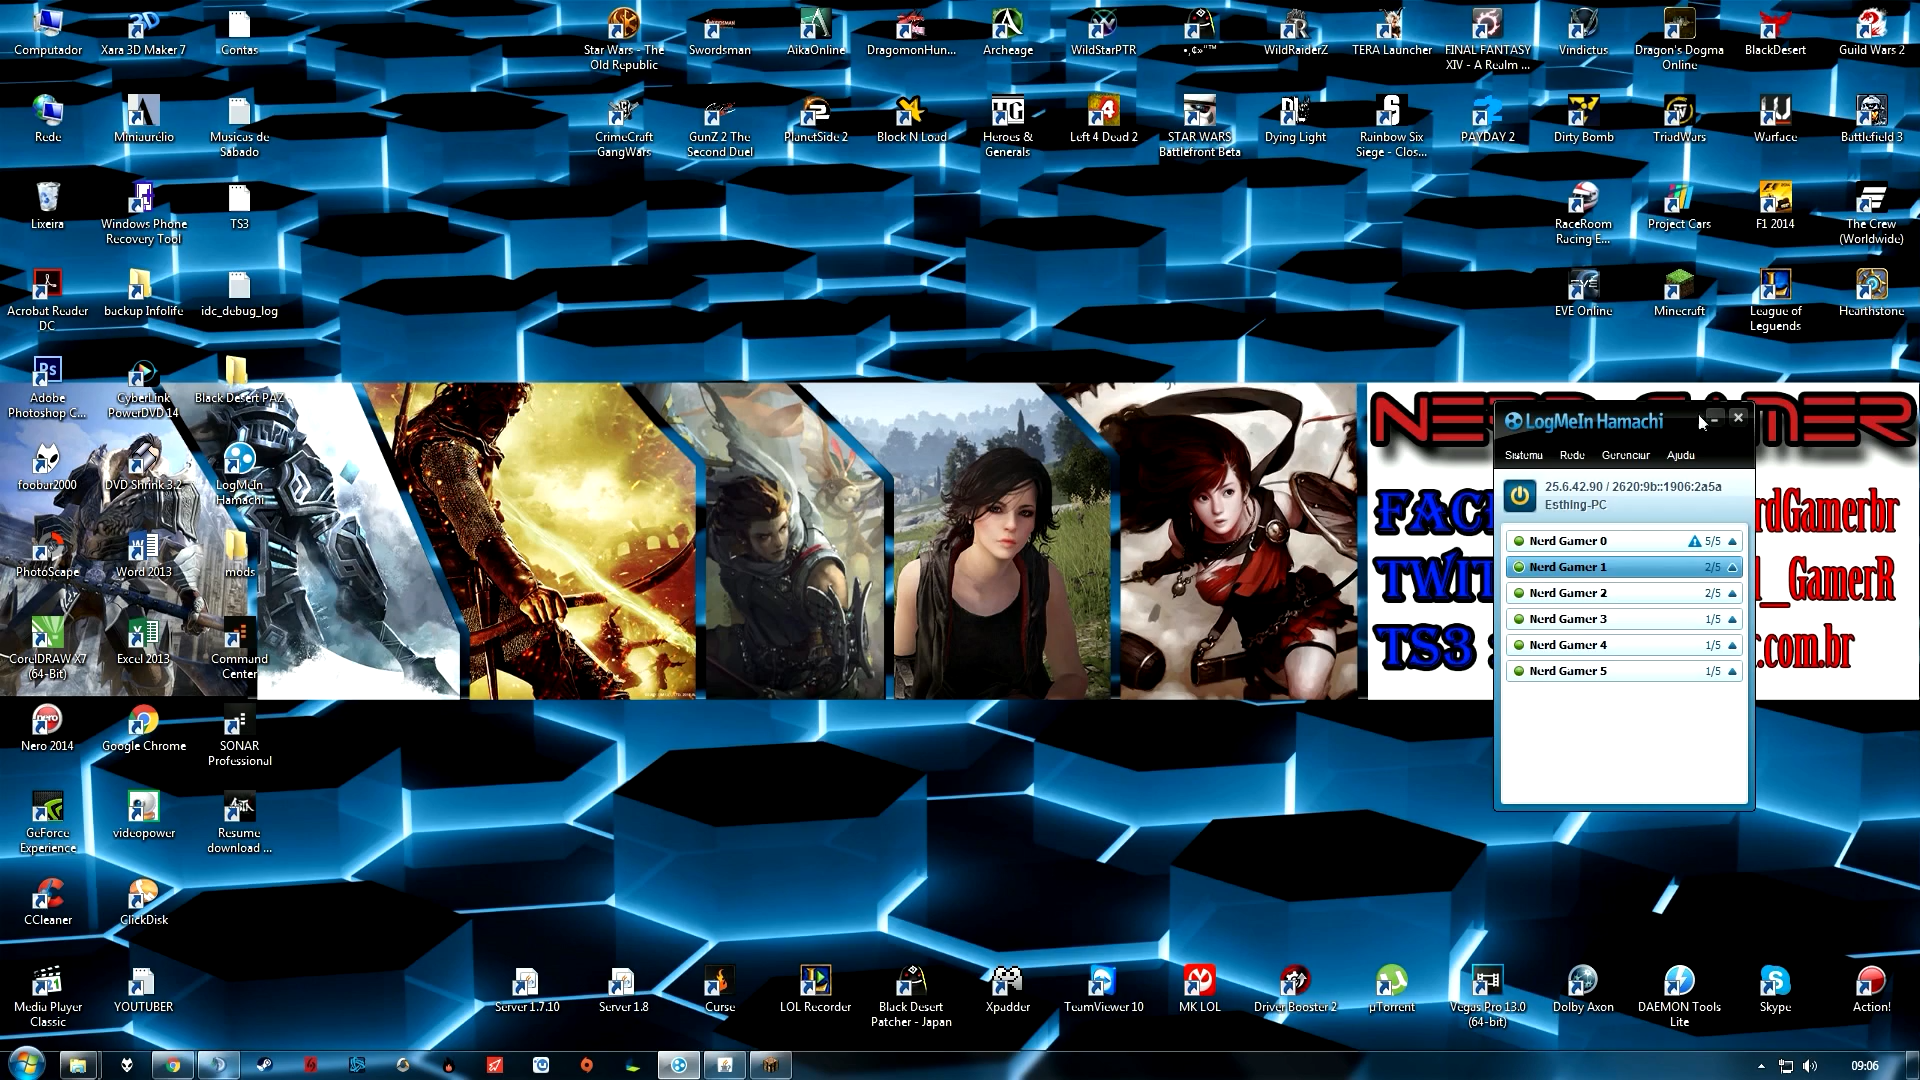 Computador
Xara 3D Maker 7
Contas
Star Wars - The Old Republic
Swordsman
AikaOnline
DragomonHun...
Archeage
WildStarPTR
•,¢»"™
WildRaiderZ
TERA Launcher
FINAL FANTASY XIV - A Realm ...
Vindictus
Dragon's Dogma Online
BlackDesert
Guild Wars 2
Rede
Miniaurélio
Musicas de Sabado
CrimeCraft GangWars
GunZ 2 The Second Duel
PlanetSide 2
Block N Load
Heroes & Generals
Left 4 Dead 2
STAR WARS Battlefront Beta
Dying Light
Rainbow Six Siege - Clos...
PAYDAY 2
Dirty Bomb
TriadWars
Warface
Battlefield 3
Lixeira
Windows Phone Recovery Tool
TS3
RaceRoom Racing E...
Project Cars
F1 2014
The Crew (Worldwide)
Acrobat Reader DC
backup Infolife
idc_debug_log
EVE Online
Minecraft
League of Leguends
Hearthstone
Adobe Photoshop C...
CyberLink PowerDVD 14
Black Desert PAZ
foobar2000
DVD Shrink 3.2
LogMeIn Hamachi
PhotoScape
Word 2013
mods
CorelDRAW X7 (64-Bit)
Excel 2013
Command Center
LogMeIn Hamachi
Sistema Rede Gerenciar Ajuda
25.6.42.90 / 2620:9b::1906:2a5a
Esthing-PC
Nerd Gamer 0 5/5
Nerd Gamer 1 2/5
Nerd Gamer 2 2/5
Nerd Gamer 3 1/5
Nerd Gamer 4 1/5
Nerd Gamer 5 1/5
TS3 :
.com.br
Nero 2014
Google Chrome
SONAR Professional
GeForce Experience
videopower
Resume download ...
CCleaner
ClickDisk
Media Player Classic
YOUTUBER
Server 1.7.10
Server 1.8
Curse
LOL Recorder
Black Desert Patcher - Japan
Xpadder
TeamViewer 10
MK LOL
Driver Booster 2
µTorrent
Vegas Pro 13.0 (64-bit)
Dolby Axon
DAEMON Tools Lite
Skype
Action!
09:06